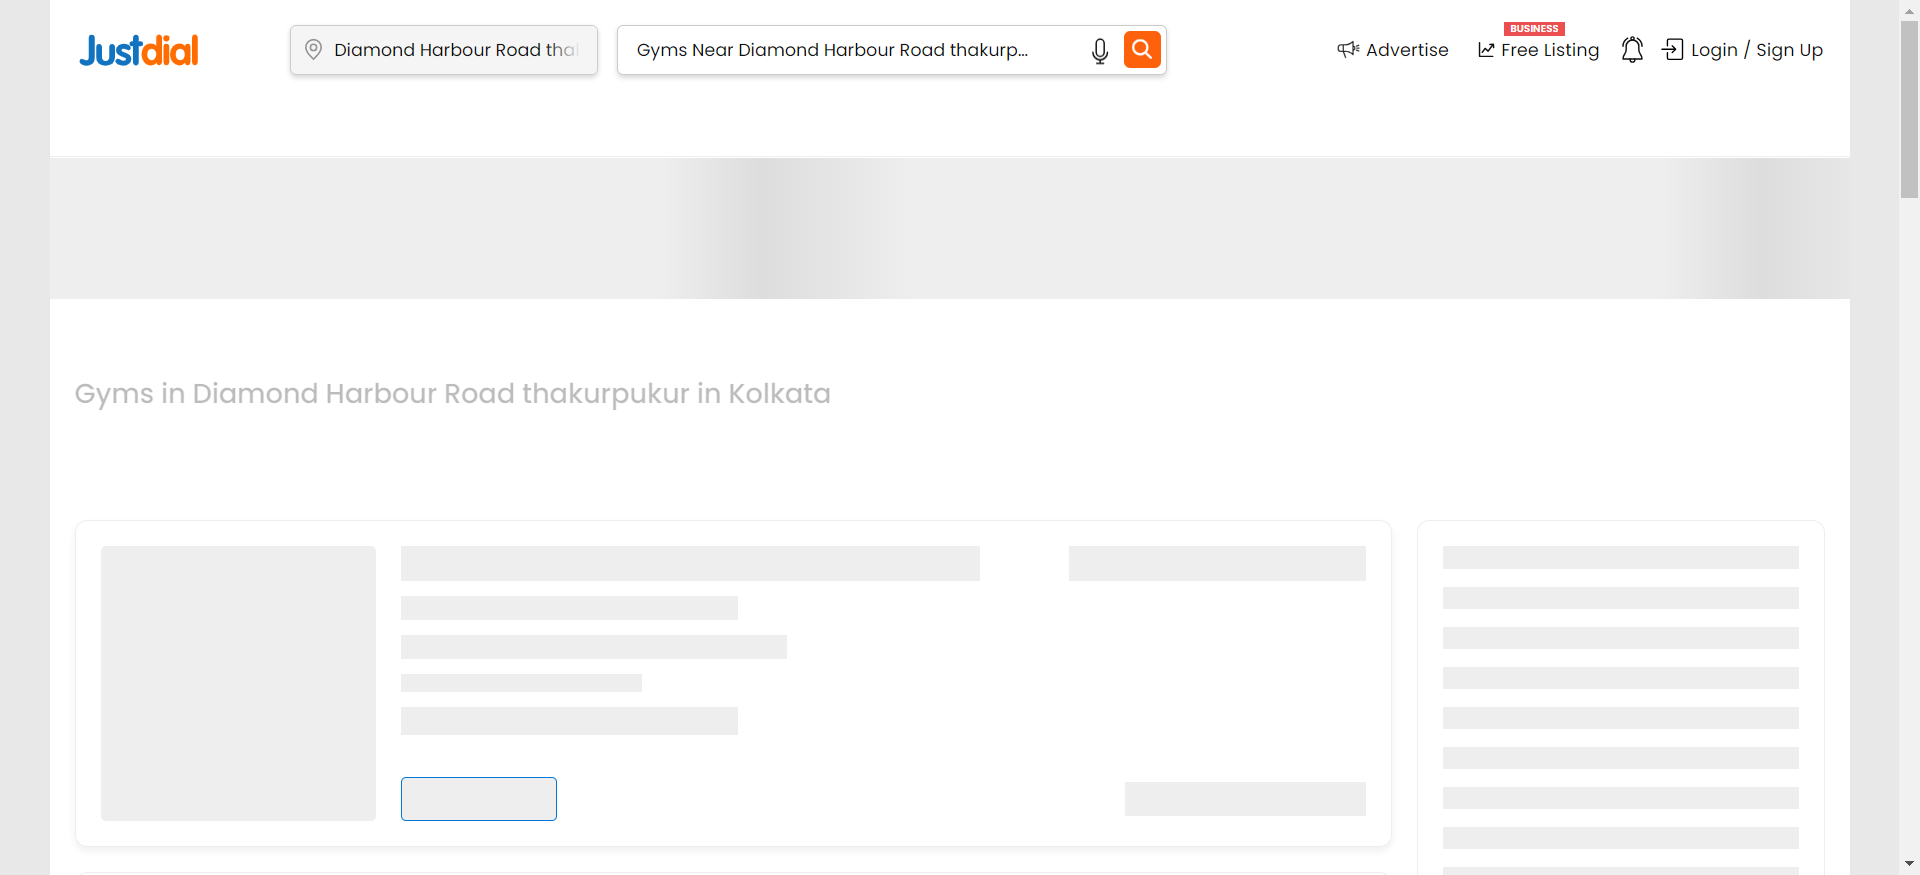 Justdial
Diamond Harbour Road tha
Gyms Near Diamond Harbour Road thakurp...
Advertise
BUSINESS
Free Listing
Login / Sign Up
Gyms in Diamond Harbour Road thakurpukur in Kolkata